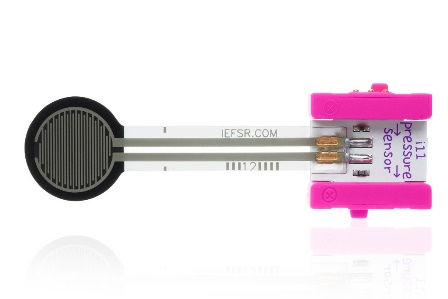 IEFSR.COM
12
i11
pressure
sensor